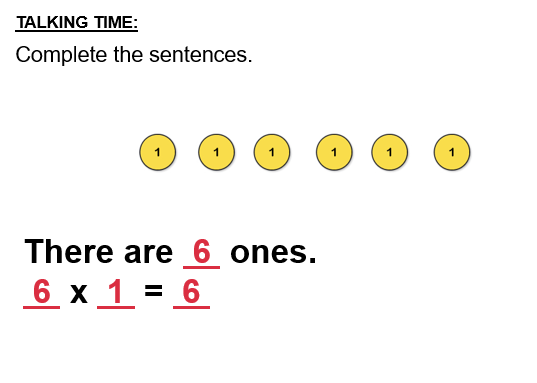 TALKING TIME:
Complete the sentences.
1 1 1 1 1 1
There are 6 ones.
6 x 1 = 6